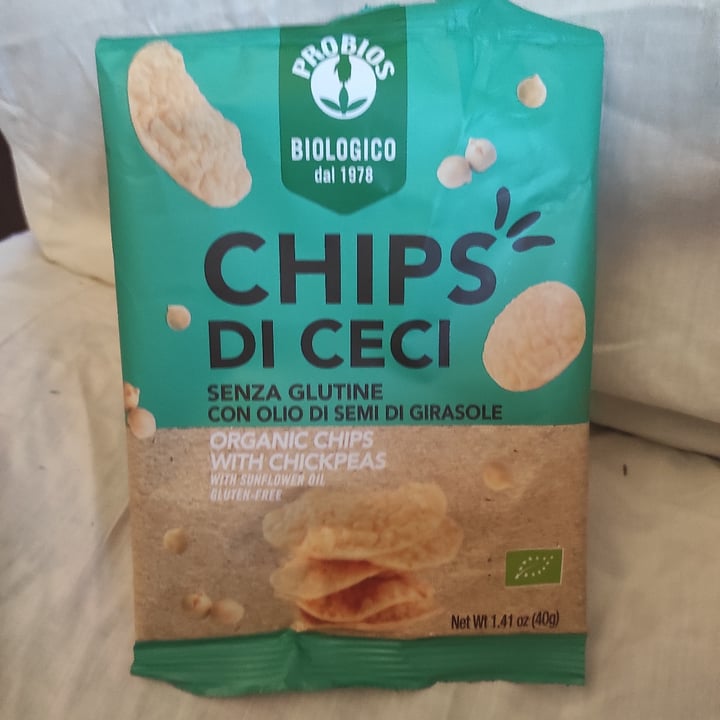 PROBIOS
BIOLOGICO
dal 1978
CHIPS
DI CECI
SENZA GLUTINE
CON OLIO DI SEMI DI GIRASOLE
ORGANIC CHIPS
WITH CHICKPEAS
WITH SUNFLOWER OIL
GLUTEN-FREE
Net Wt 1.41 oz (40g)